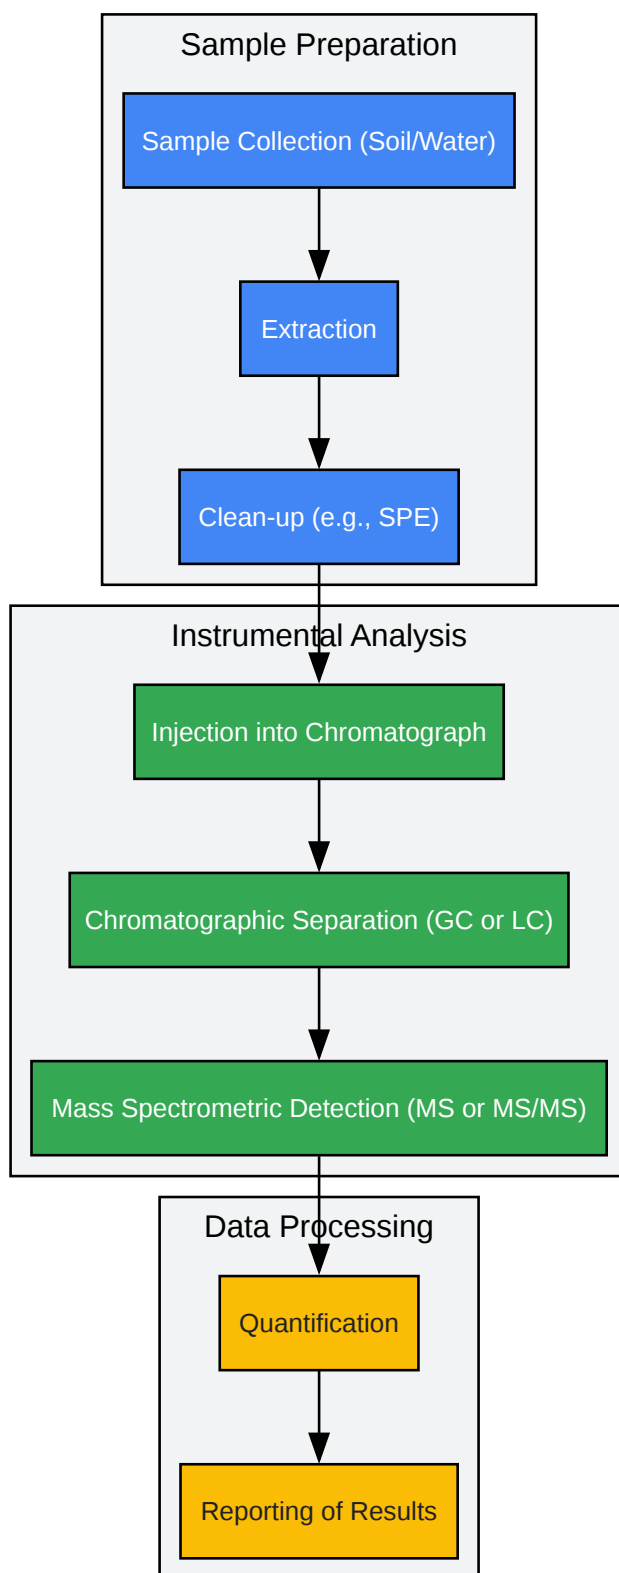 Sample Preparation
Sample Collection (Soil/Water)
Extraction
Clean-up (e.g., SPE)
Instrumental Analysis
Injection into Chromatograph
Chromatographic Separation (GC or LC)
Mass Spectrometric Detection (MS or MS/MS)
Data Processing
Quantification
Reporting of Results